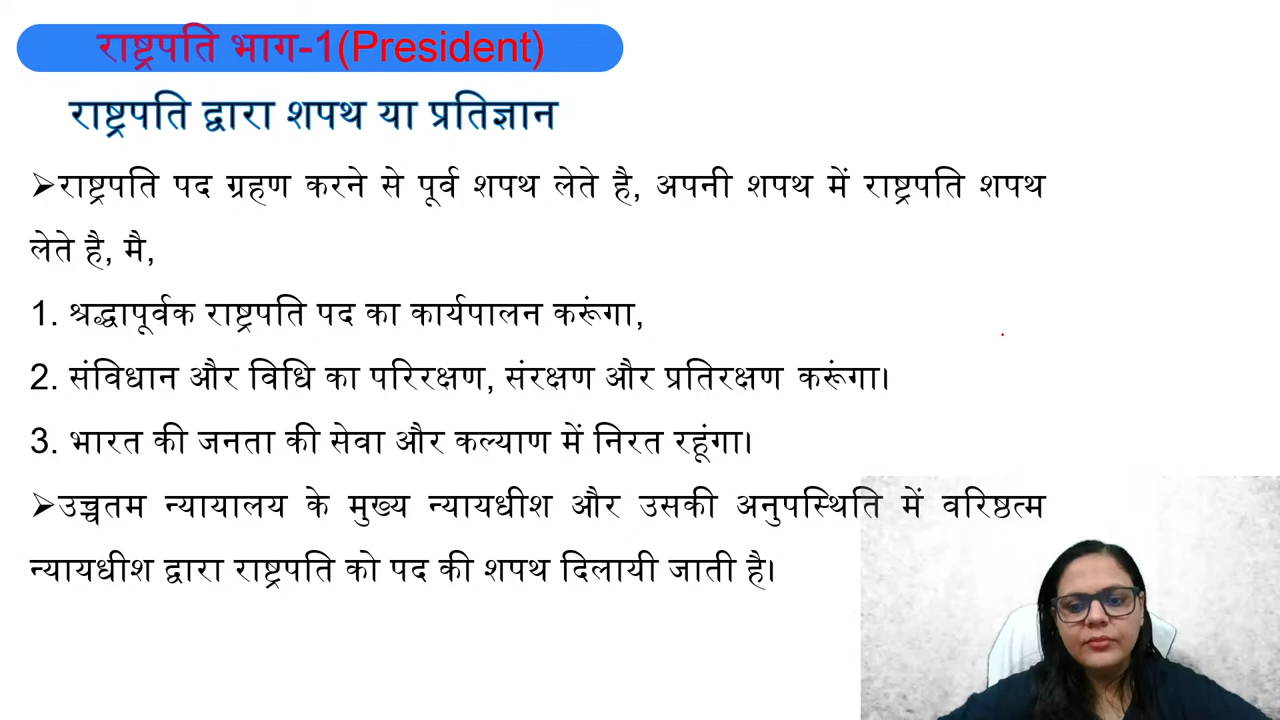 राष्ट्रपति भाग-1(President)
राष्ट्रपति द्वारा शपथ या प्रतिज्ञान
➢राष्ट्रपति पद ग्रहण करने से पूर्व शपथ लेते है, अपनी शपथ में राष्ट्रपति शपथ
लेते है, मै,
1. श्रद्धापूर्वक राष्ट्रपति पद का कार्यपालन करूंगा,
2. संविधान और विधि का परिरक्षण, संरक्षण और प्रतिरक्षण करूंगा।
3. भारत की जनता की सेवा और कल्याण में निरत रहूंगा।
➢उच्चतम न्यायालय के मुख्य न्यायधीश और उसकी अनुपस्थिति में वरिष्ठत्म
न्यायधीश द्वारा राष्ट्रपति को पद की शपथ दिलायी जाती है।